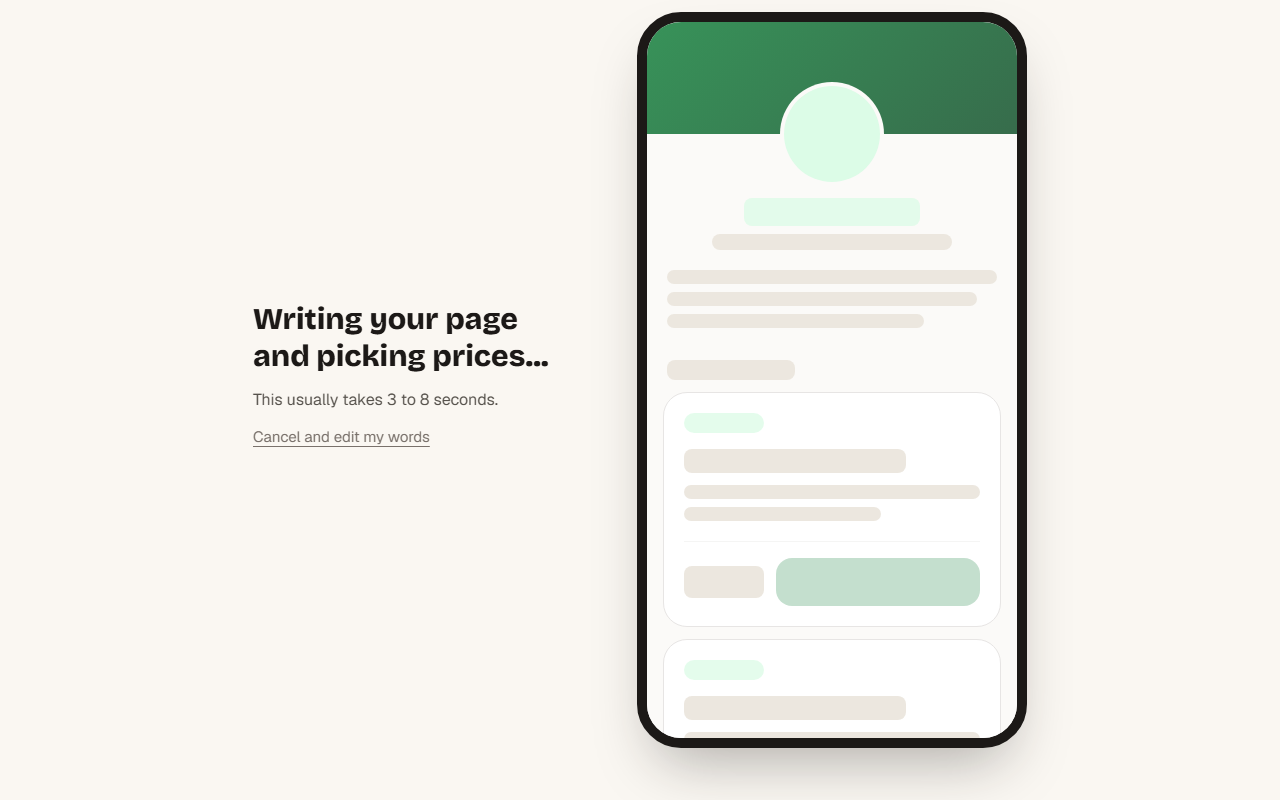 Writing your page
and picking prices...
This usually takes 3 to 8 seconds.
Cancel and edit my words